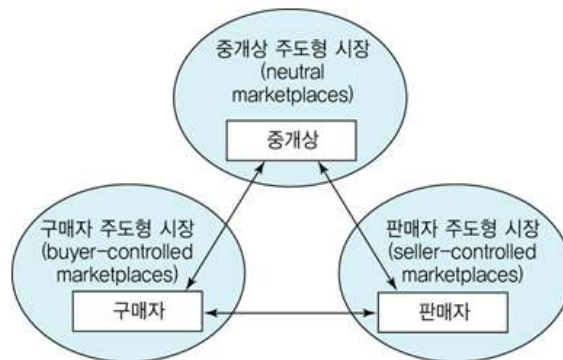 중개상 주도형 시장
(neutral
marketplaces)
중개상
구매자 주도형 시장
(buyer-controlled
marketplaces)
구매자
판매자 주도형 시장
(seller-controlled
marketplaces)
판매자